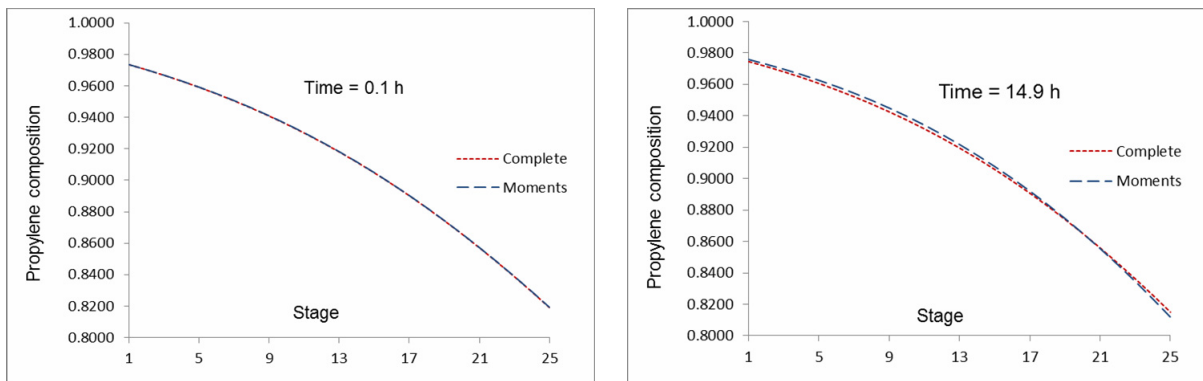 1.0000
0.9800
0.9600
0.9400
0.9200
0.9000
0.8800
0.8600
0.8400
0.8200
0.8000
Propylene composition
Time = 0.1 h
Complete
Moments
Stage
1 5 9 13 17 21 25
1.0000
0.9800
0.9600
0.9400
0.9200
0.9000
0.8800
0.8600
0.8400
0.8200
0.8000
Propylene composition
Time = 14.9 h
Complete
Moments
Stage
1 5 9 13 17 21 25